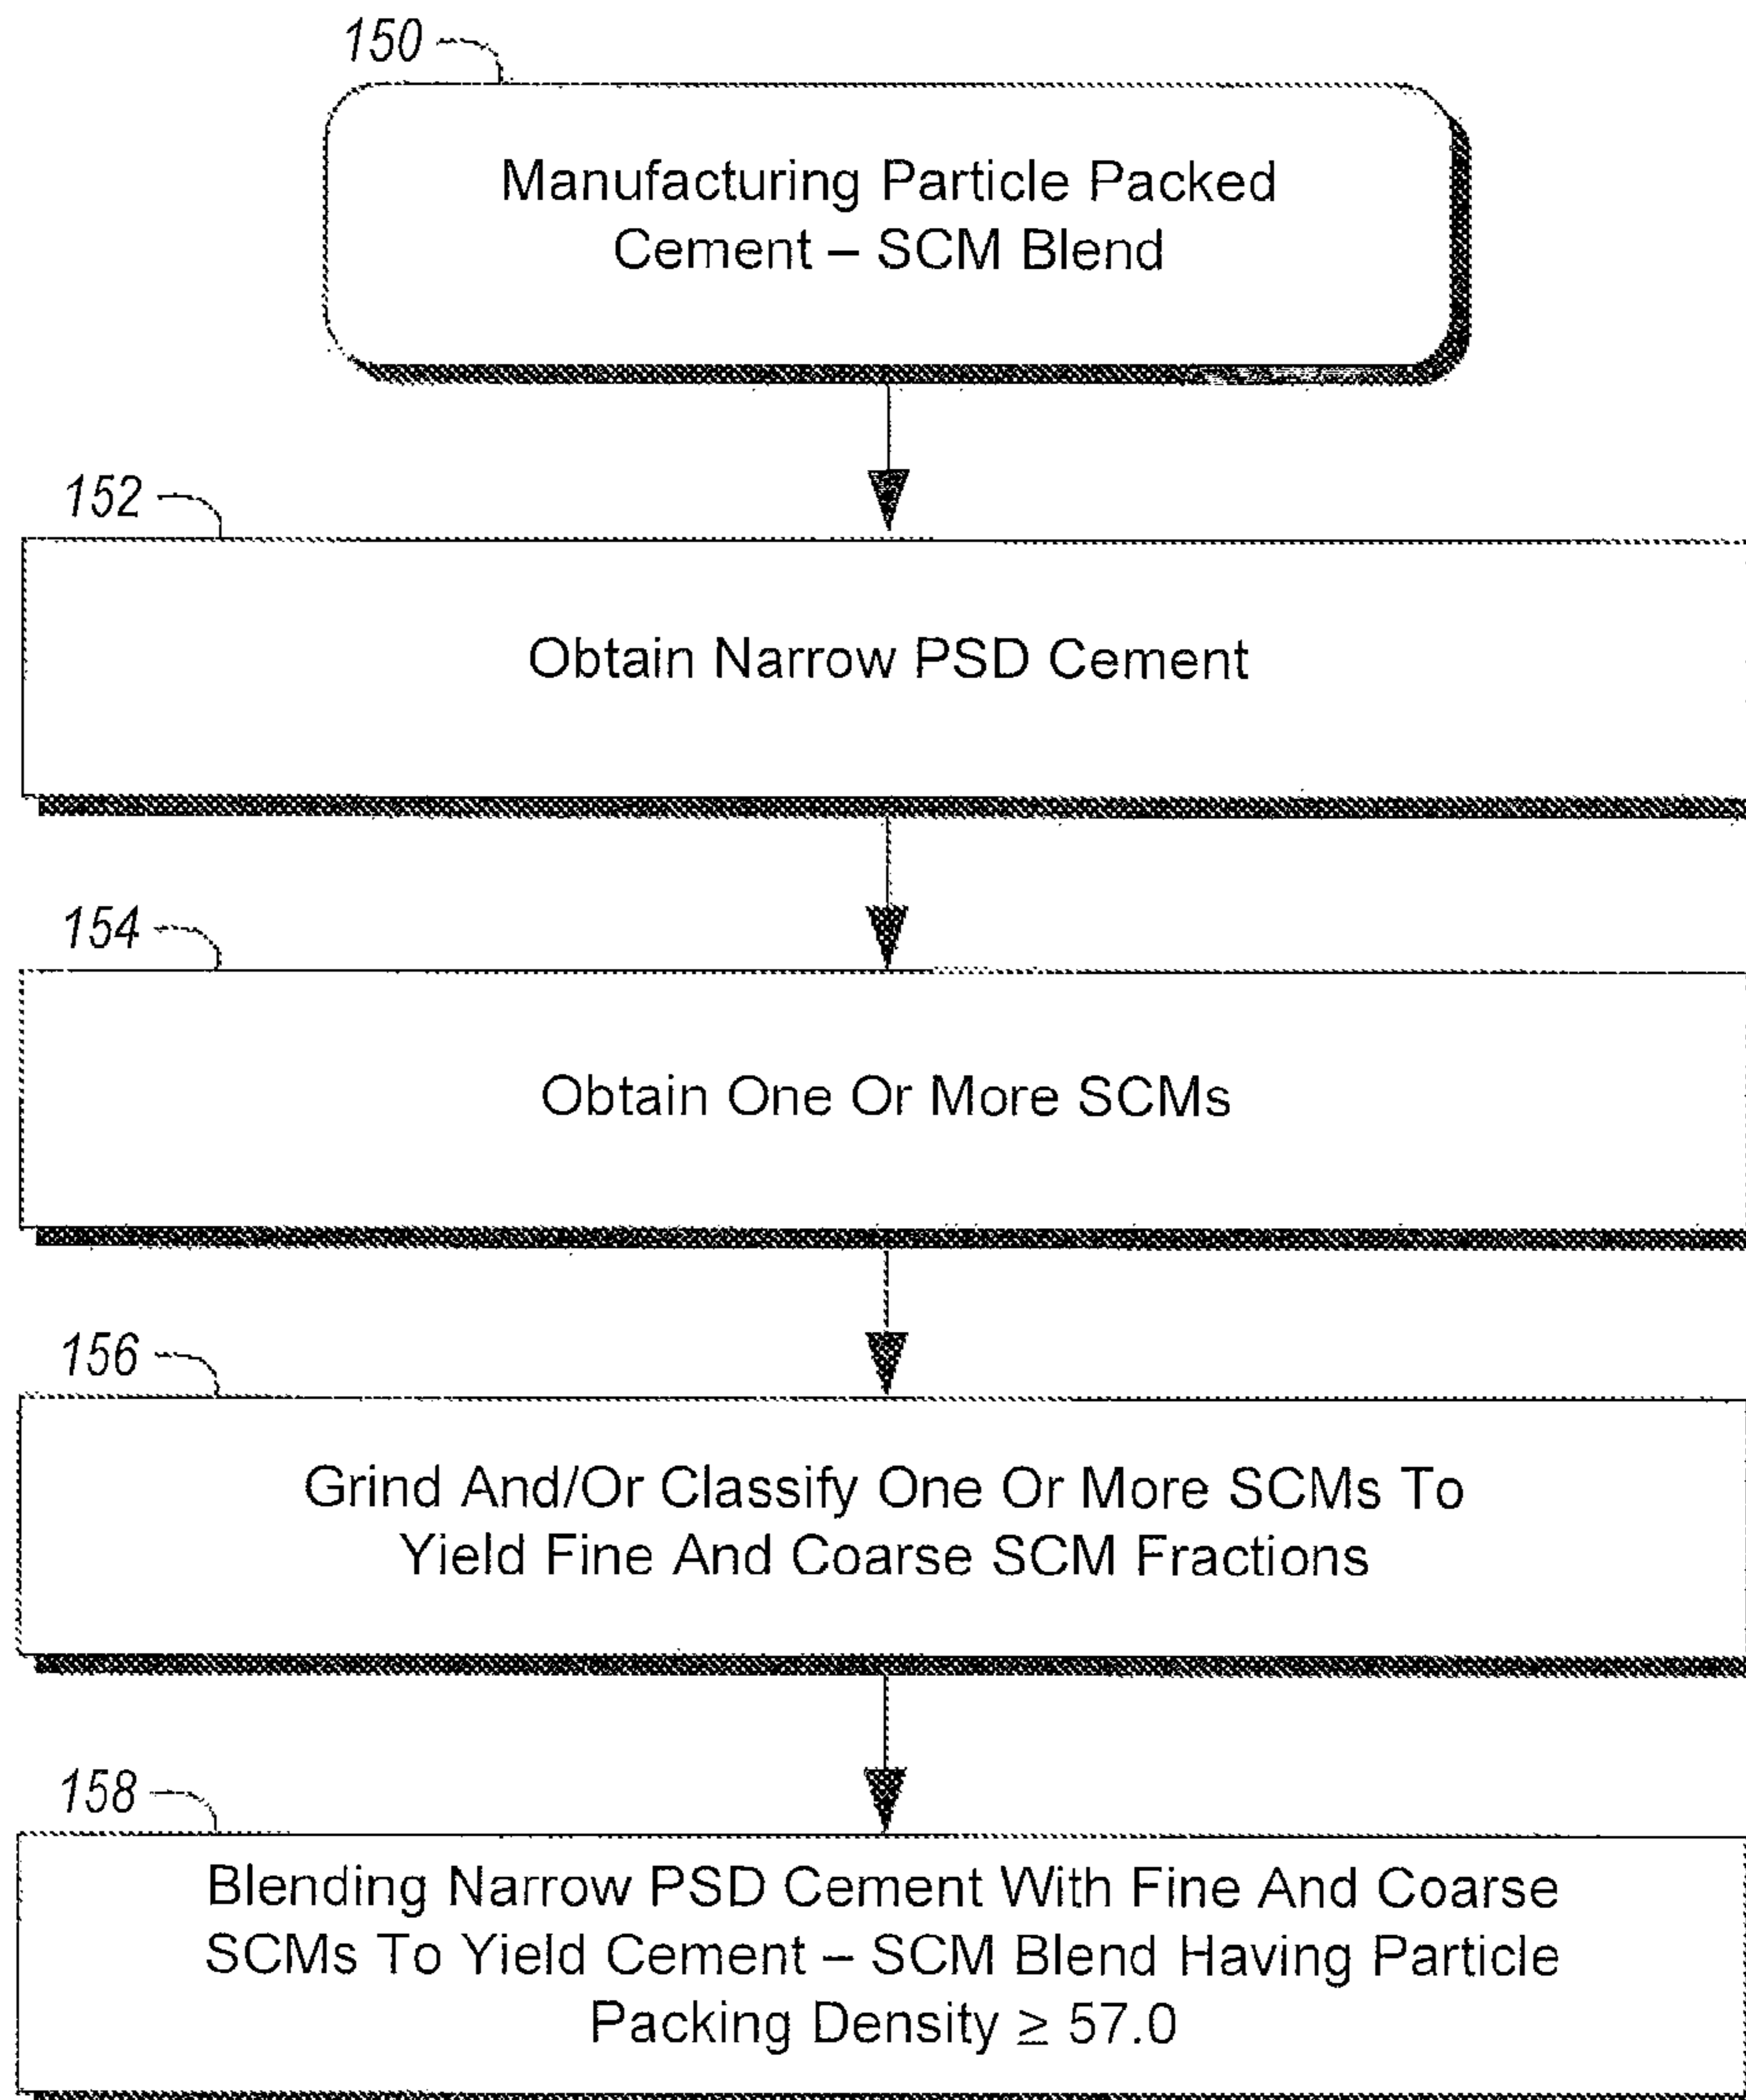 150
Manufacturing Particle Packed
Cement – SCM Blend
152
Obtain Narrow PSD Cement
154
Obtain One Or More SCMs
156
Grind And/Or Classify One Or More SCMs To
Yield Fine And Coarse SCM Fractions
158
Blending Narrow PSD Cement With Fine And Coarse
SCMs To Yield Cement – SCM Blend Having Particle
Packing Density ≥ 57.0